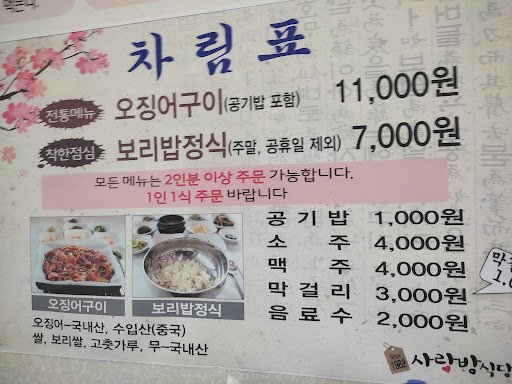 차림표
전통메뉴 오징어구이(공기밥 포함) 11,000원
착한점심 보리밥정식(주말, 공휴일 제외) 7,000원
모든 메뉴는 2인분 이상 주문 가능합니다.
1인 1식 주문 바랍니다
공기밥 1,000원
소주 4,000원
맥주 4,000원
막걸리 3,000원
음료수 2,000원
오징어구이 보리밥정식
오징어-국내산, 수입산(중국)
쌀, 보리쌀, 고춧가루, 무-국내산
Since 1982 사랑방식당